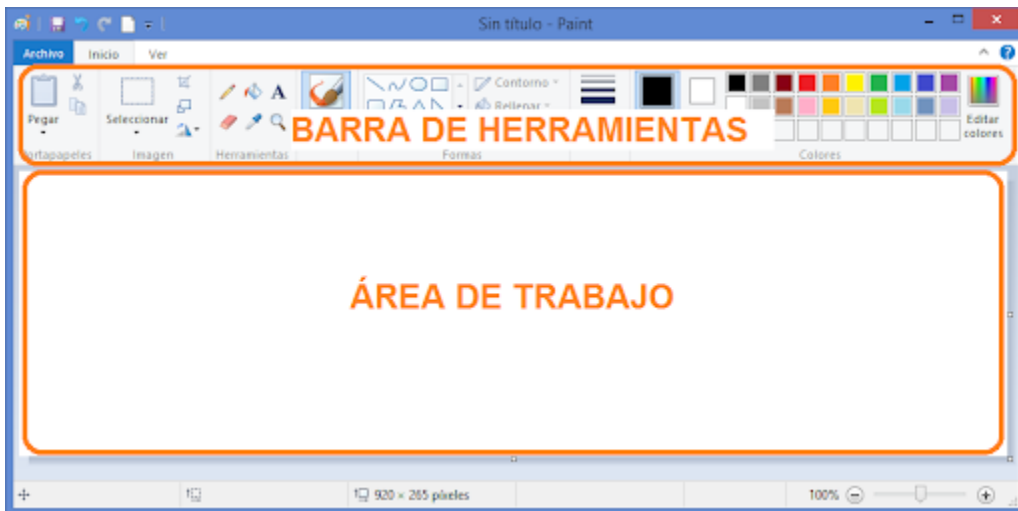 Sin título - Paint
Archivo Inicio Ver
Contorno
Pegar Seleccionar A Rellenar Editar colores
BARRA DE HERRAMIENTAS
Imagen Herramientas Formas Colores
ÁREA DE TRABAJO
920 × 265 píxeles 100%